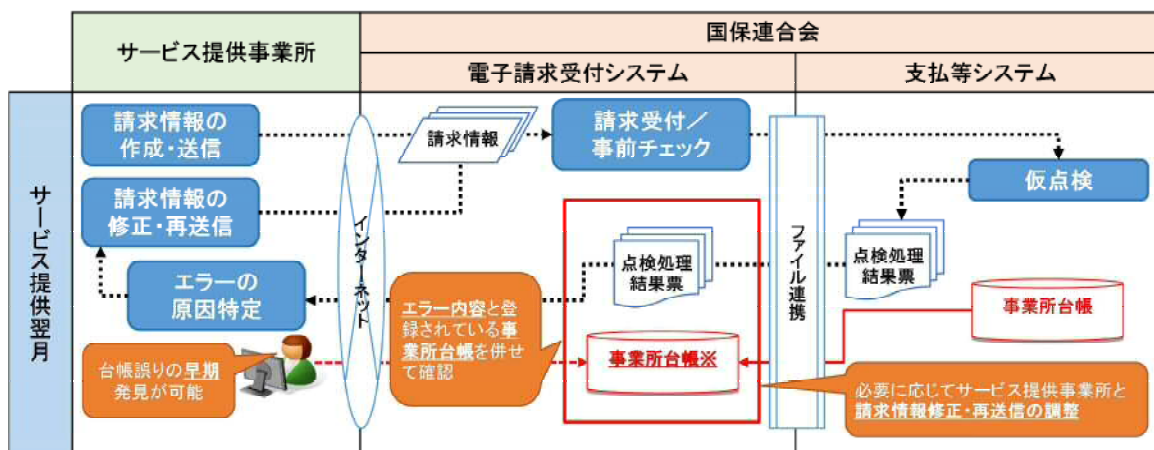 サービス提供事業所
国保連合会
電子請求受付システム
支払等システム
サービス提供翌月
請求情報の
作成・送信
請求情報
請求受付／
事前チェック
仮点検
請求情報の
修正・再送信
インターネット
ファイル連携
点検処理
結果票
点検処理
結果票
エラーの
原因特定
エラー内容と登
録されている事
業所台帳を併せ
て確認
事業所台帳
事業所台帳※
台帳誤りの早期
発見が可能
必要に応じてサービス提供事業所と
請求情報修正・再送信の調整